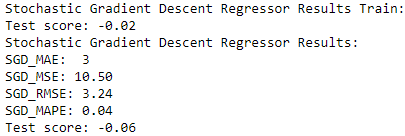 Stochastic Gradient Descent Regressor Results Train:
Test score: -0.02
Stochastic Gradient Descent Regressor Results:
SGD_MAE:  3
SGD_MSE: 10.50
SGD_RMSE: 3.24
SGD_MAPE: 0.04
Test score: -0.06